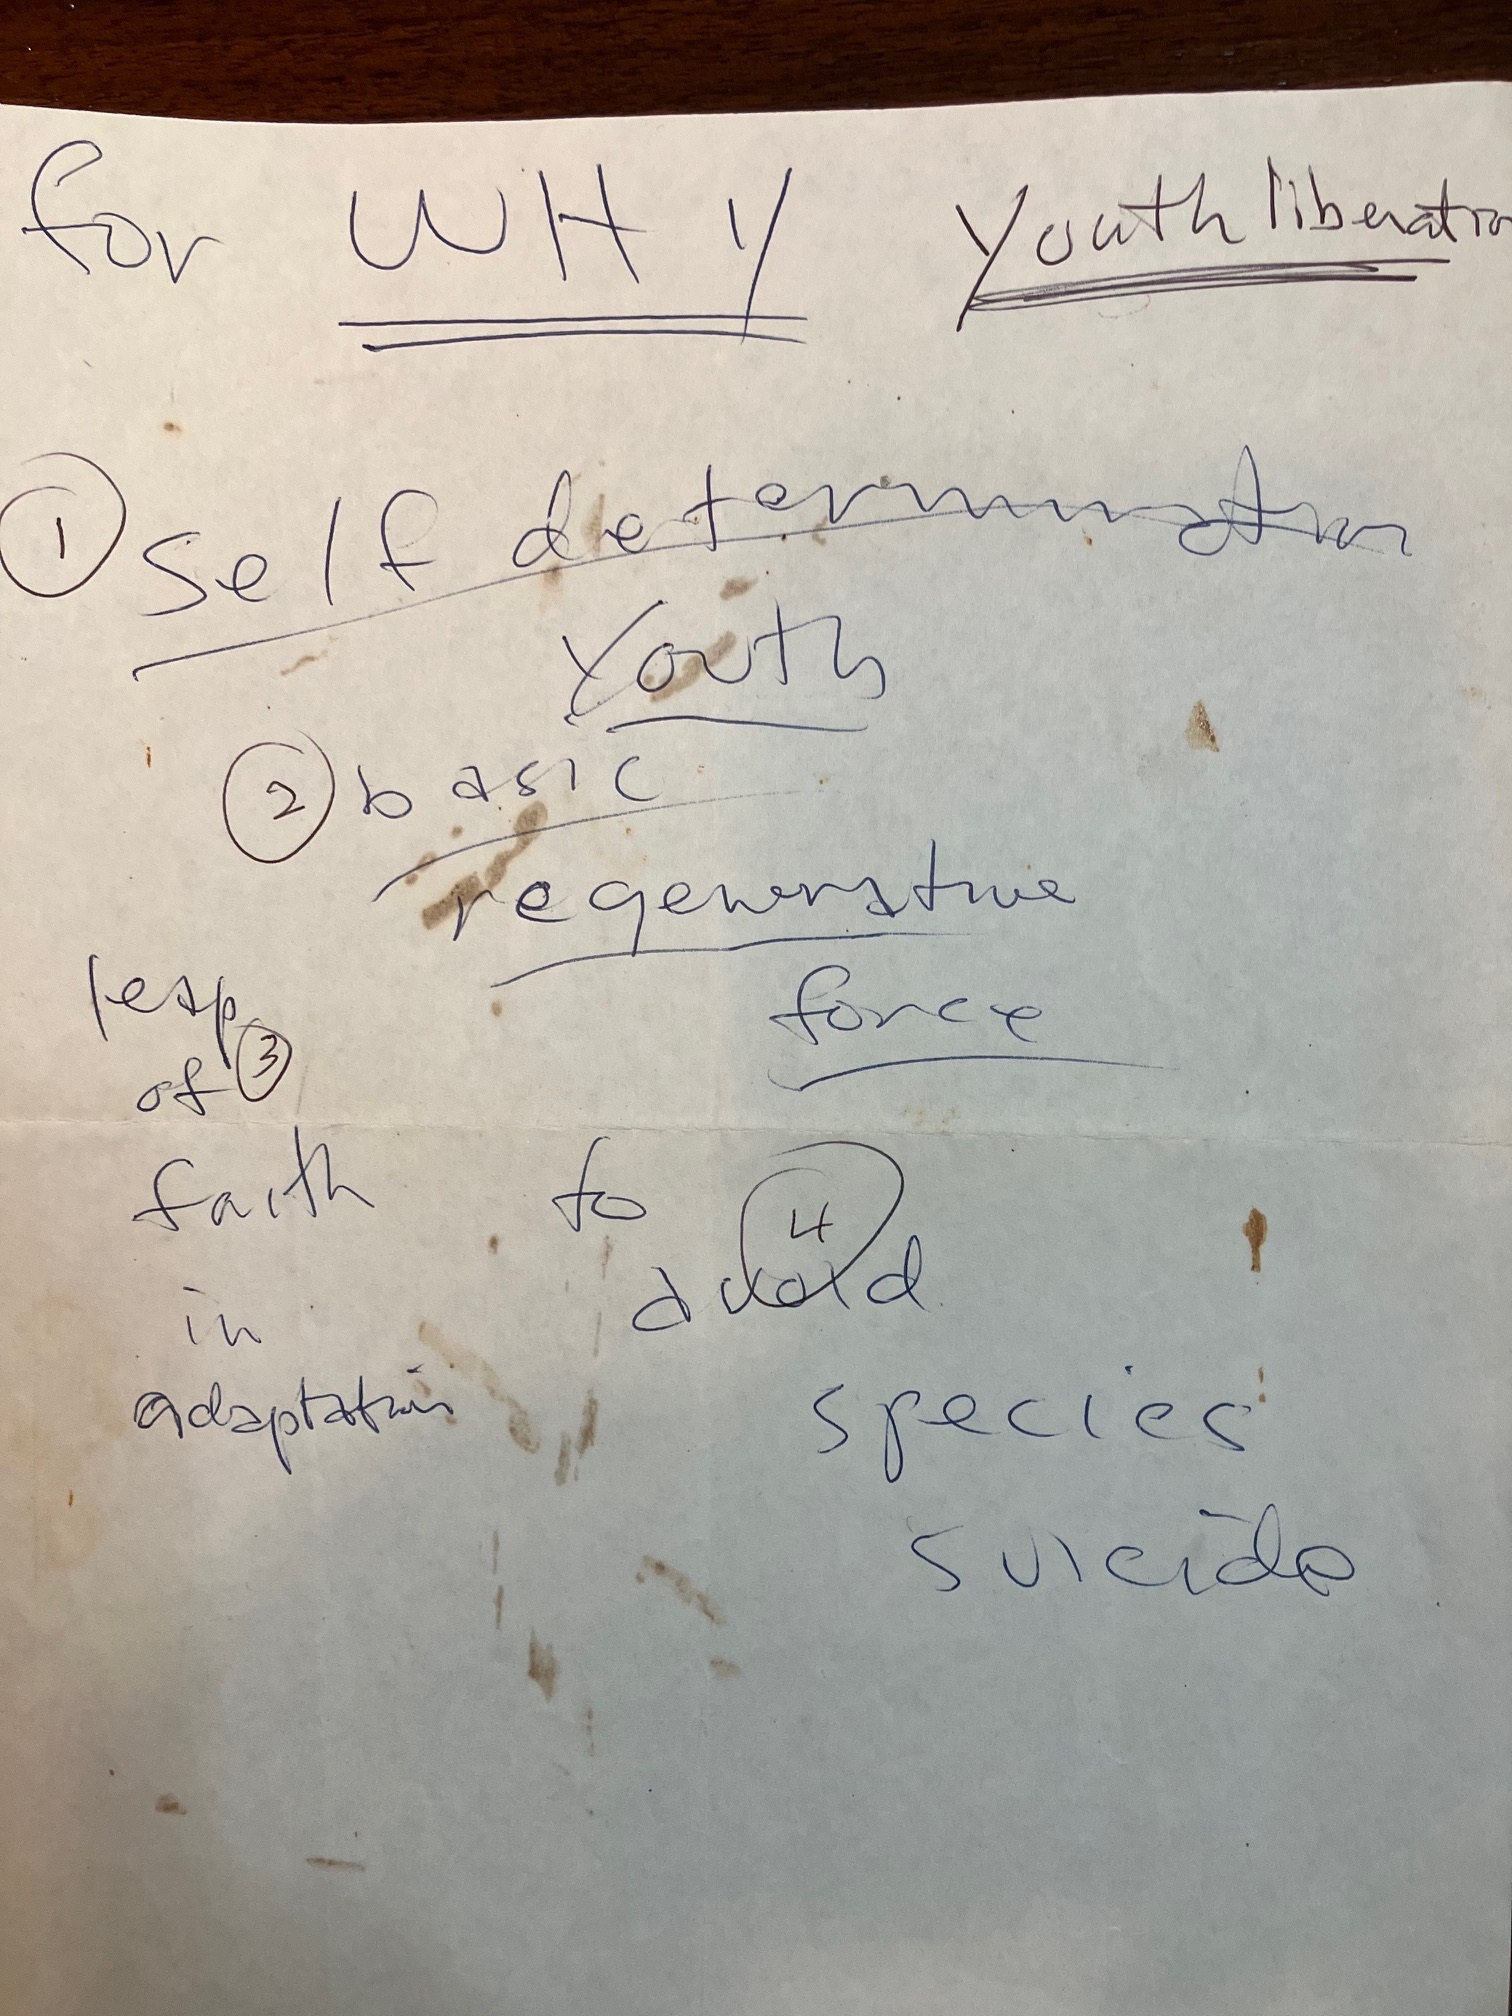 for WHY Youth liberation
① Self determination
Youth
② basic
regenerative
force
leap
of ③
faith to ④
in avoid
adaptation species
suicide